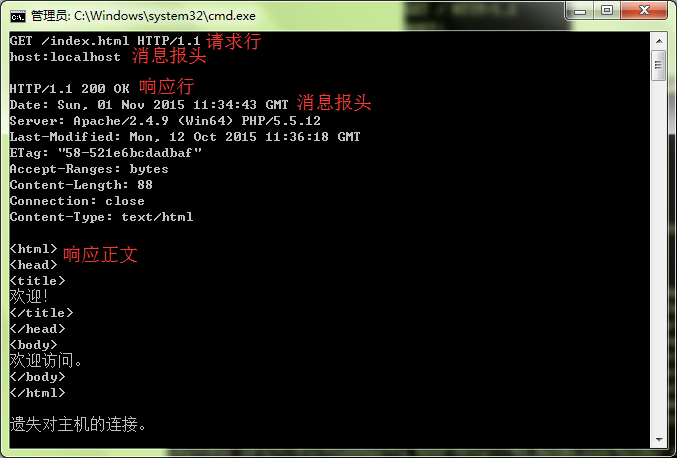 管理员: C:\Windows\system32\cmd.exe
GET /index.html HTTP/1.1 请求行
host:localhost 消息报头
HTTP/1.1 200 OK 响应行
Date: Sun, 01 Nov 2015 11:34:43 GMT 消息报头
Server: Apache/2.4.9 (Win64) PHP/5.5.12
Last-Modified: Mon, 12 Oct 2015 11:36:18 GMT
ETag: "58-521e6bcdadbaf"
Accept-Ranges: bytes
Content-Length: 88
Connection: close
Content-Type: text/html
<html> 响应正文
<head>
<title>
欢迎!
</title>
</head>
<body>
欢迎访问。
</body>
</html>
遗失对主机的连接。